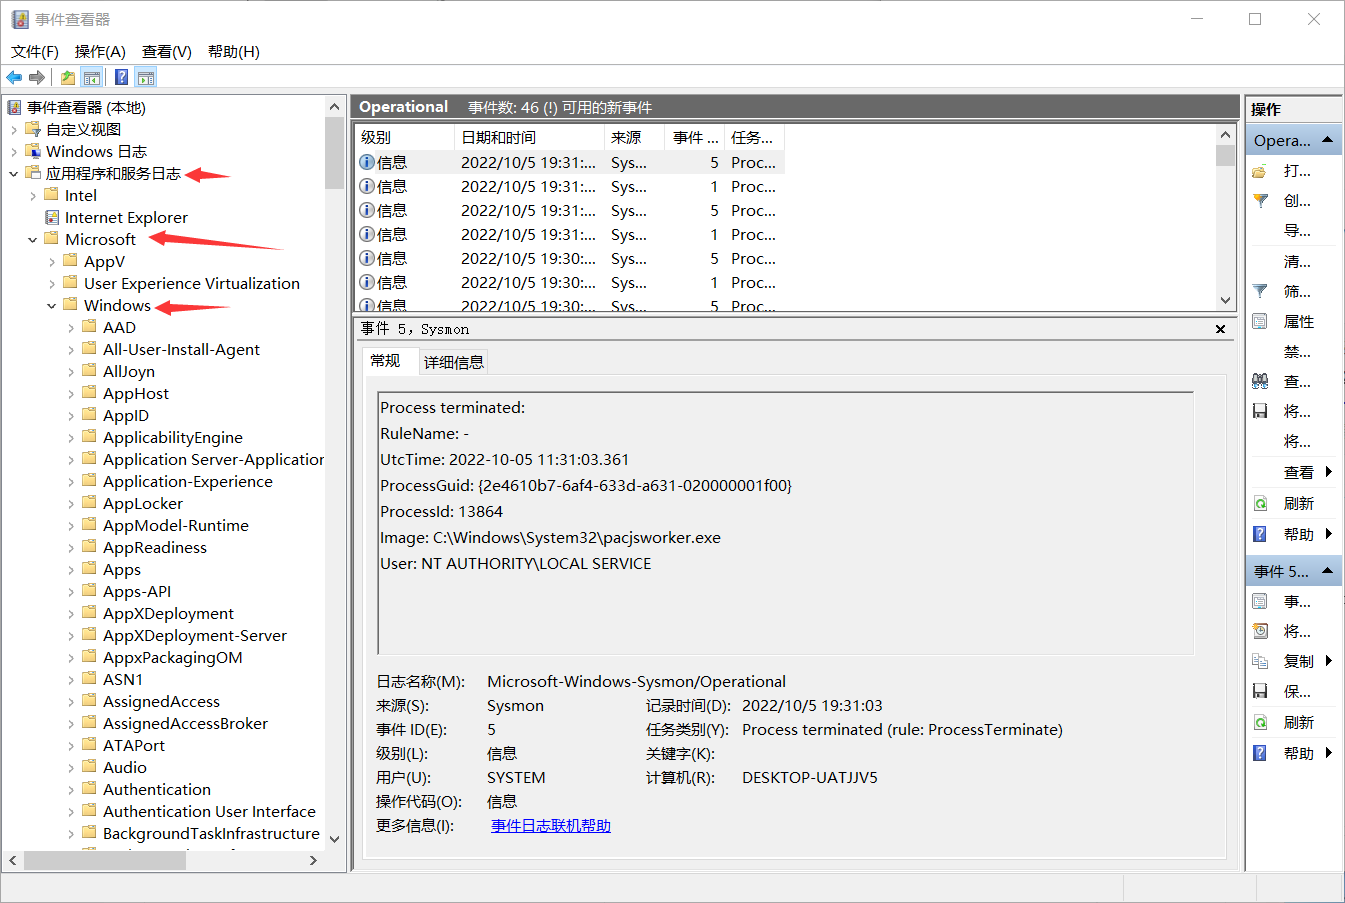 事件查看器
文件(F) 操作(A) 查看(V) 帮助(H)
事件查看器 (本地)
自定义视图
Windows 日志
应用程序和服务日志
Intel
Internet Explorer
Microsoft
AppV
User Experience Virtualization
Windows
AAD
All-User-Install-Agent
AllJoyn
AppHost
AppID
ApplicabilityEngine
Application Server-Application
Application-Experience
AppLocker
AppModel-Runtime
AppReadiness
Apps
Apps-API
AppXDeployment
AppXDeployment-Server
AppxPackagingOM
ASN1
AssignedAccess
AssignedAccessBroker
ATAPort
Audio
Authentication
Authentication User Interface
BackgroundTaskInfrastructure
Operational 事件数: 46 (!) 可用的新事件
级别 日期和时间 来源 事件 ... 任务...
信息 2022/10/5 19:31:... Sys... 5 Proc...
信息 2022/10/5 19:31:... Sys... 1 Proc...
信息 2022/10/5 19:31:... Sys... 5 Proc...
信息 2022/10/5 19:31:... Sys... 1 Proc...
信息 2022/10/5 19:30:... Sys... 5 Proc...
信息 2022/10/5 19:30:... Sys... 1 Proc...
信息 2022/10/5 19:30:... Sys... 5 Proc...
事件 5，Sysmon
常规 详细信息
Process terminated:
RuleName: -
UtcTime: 2022-10-05 11:31:03.361
ProcessGuid: {2e4610b7-6af4-633d-a631-020000001f00}
ProcessId: 13864
Image: C:\Windows\System32\pacjsworker.exe
User: NT AUTHORITY\LOCAL SERVICE
日志名称(M): Microsoft-Windows-Sysmon/Operational
来源(S): Sysmon 记录时间(D): 2022/10/5 19:31:03
事件 ID(E): 5 任务类别(Y): Process terminated (rule: ProcessTerminate)
级别(L): 信息 关键字(K):
用户(U): SYSTEM 计算机(R): DESKTOP-UATJJV5
操作代码(O): 信息
更多信息(I): 事件日志联机帮助
操作
Opera...
打...
创...
导...
清...
筛...
属性
禁...
查...
将...
将...
查看
刷新
帮助
事件 5...
事...
将...
复制
保...
刷新
帮助